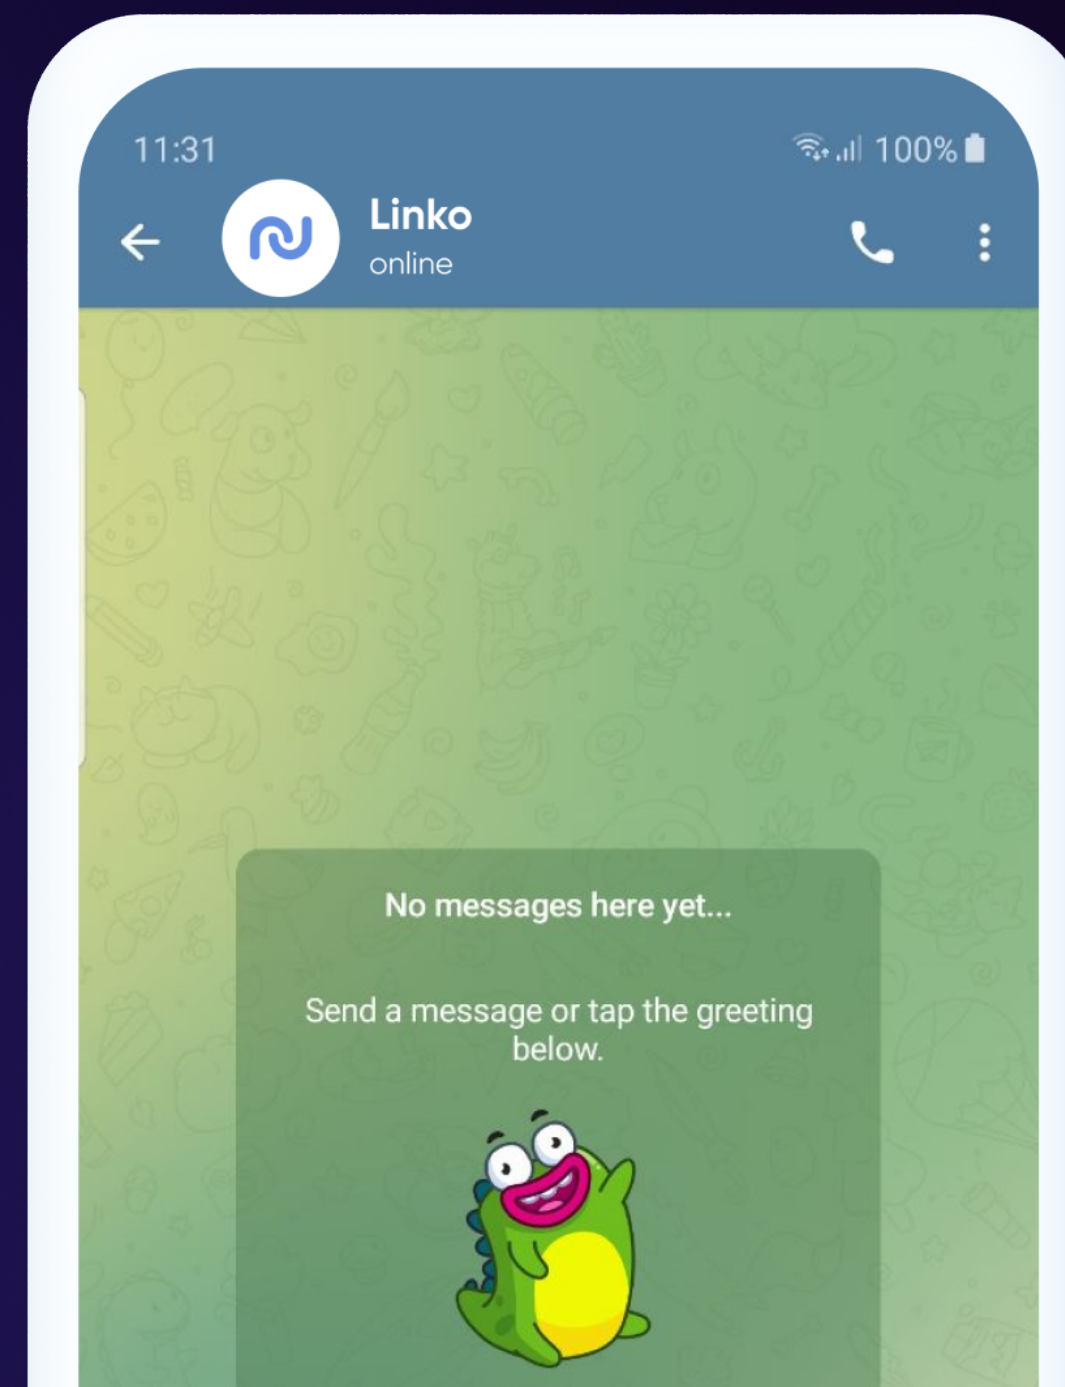 11:31
100%
Linko
online
No messages here yet...
Send a message or tap the greeting
below.